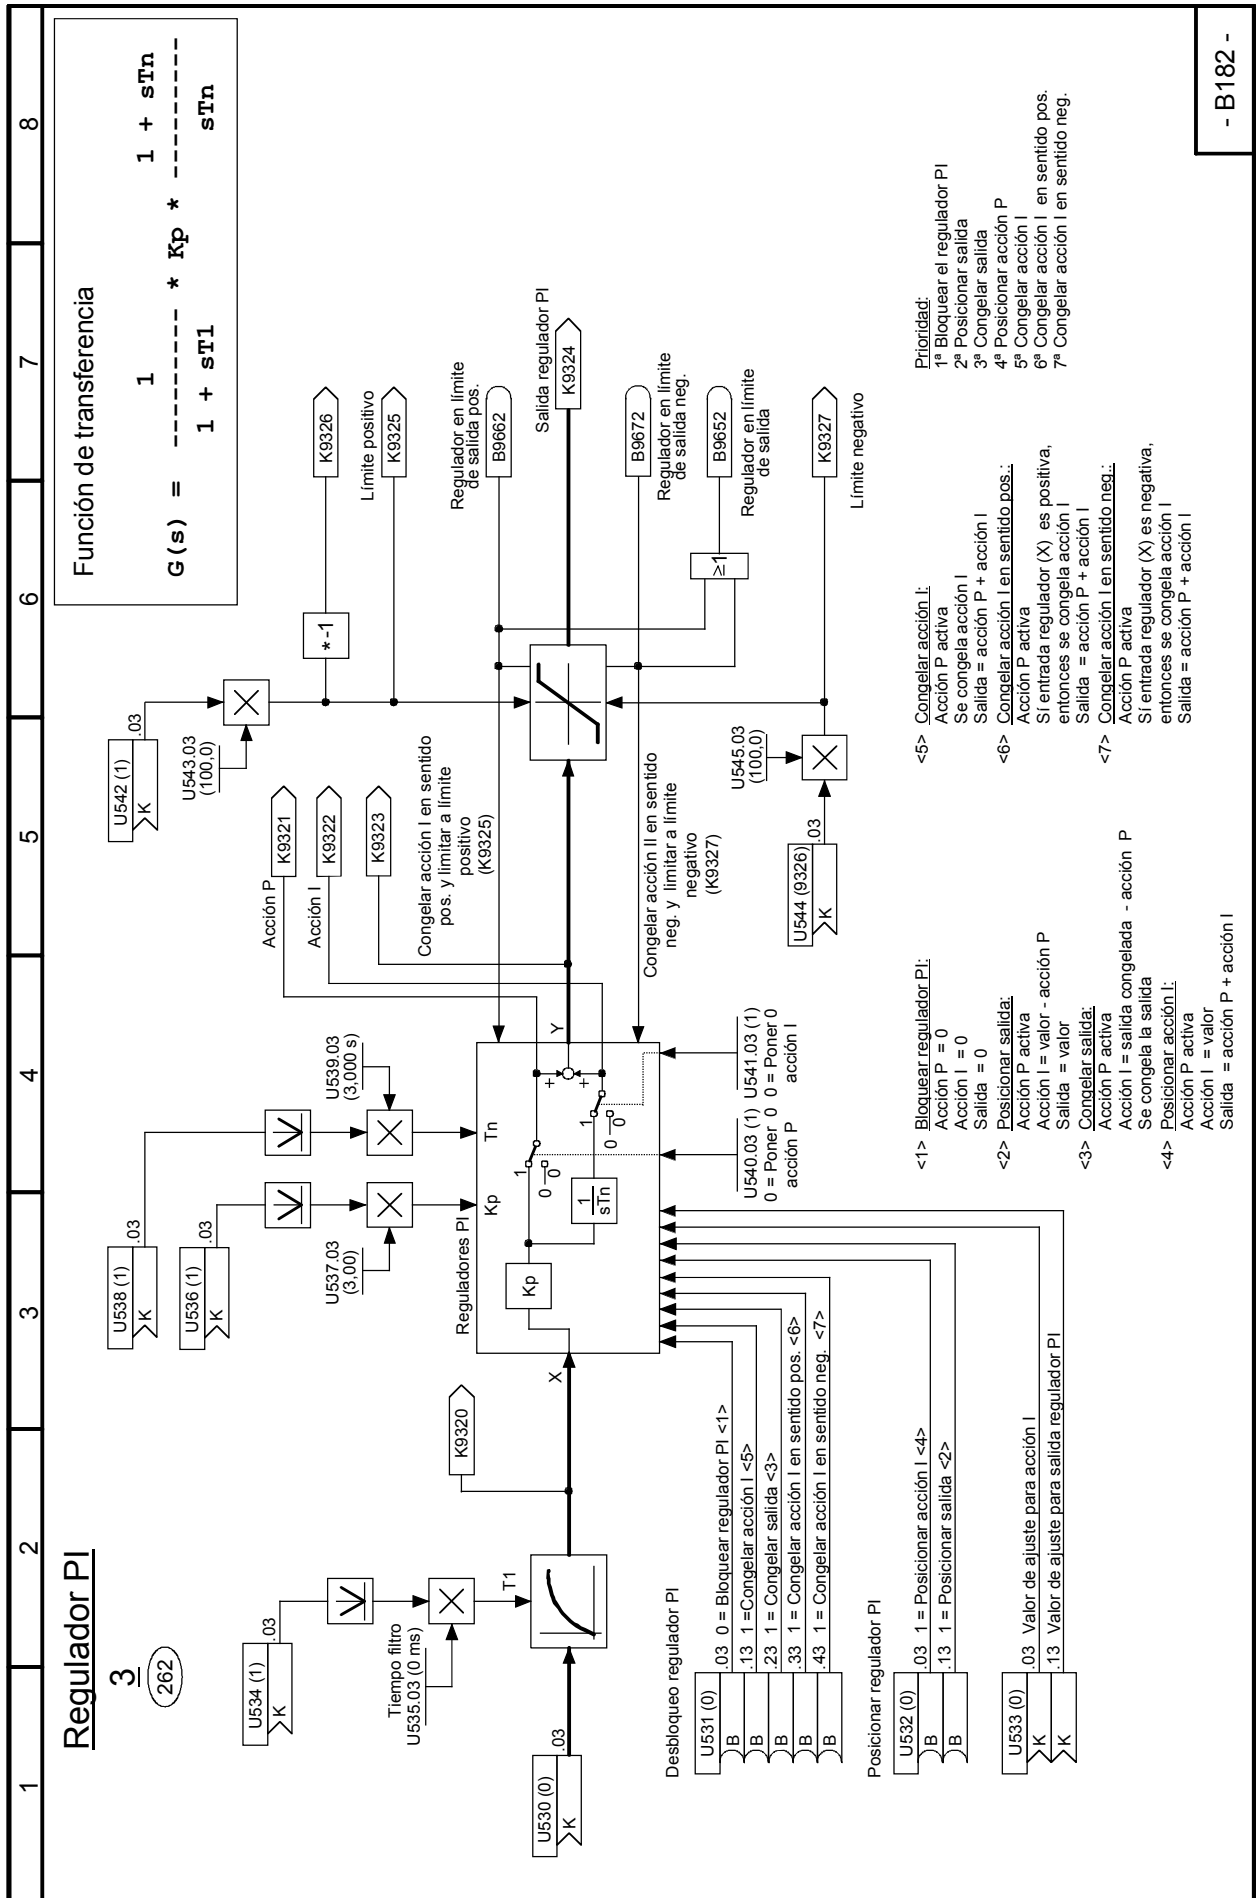 1 2 3 4 5 6 7 8
Regulador PI
3
262
Función de transferencia
1 1 + sTn
G(s) = -------- * Kp * -----------
1 + sT1 sTn
U534 (1)
K
.03
Tiempo filtro
U535.03 (0 ms)
T1
U530 (0)
K
.03
K9320
X
U538 (1)
K
.03
U536 (1)
K
.03
U537.03
(3,00)
U539.03
(3,000 s)
Reguladores PI
Kp
Tn
Kp
1
sTn
1
0
0
1
0
0
+
+
Y
U540.03 (1)
0 = Poner 0
acción P
U541.03 (1)
0 = Poner 0
acción I
Acción P
K9321
Acción I
K9322
K9323
Congelar acción I en sentido
pos. y limitar a límite
positivo
(K9325)
Congelar acción II en sentido
neg. y limitar a límite
negativo
(K9327)
U542 (1)
K
.03
U543.03
(100,0)
*-1
K9326
Límite positivo
K9325
Regulador en límite
de salida pos.
B9662
Salida regulador PI
K9324
B9672
Regulador en límite
de salida neg.
≥1
B9652
Regulador en límite
de salida
K9327
Límite negativo
U545.03
(100,0)
U544 (9326)
K
.03
Desbloqueo regulador PI
U531 (0)
B .03 0 = Bloquear regulador PI <1>
B .13 1 =Congelar acción I <5>
B .23 1 = Congelar salida <3>
B .33 1 = Congelar acción I en sentido pos. <6>
B .43 1 = Congelar acción I en sentido neg. <7>
Posicionar regulador PI
U532 (0)
B .03 1 = Posicionar acción I <4>
B .13 1 = Posicionar salida <2>
U533 (0)
K .03 Valor de ajuste para acción I
K .13 Valor de ajuste para salida regulador PI
<1> Bloquear regulador PI:
Acción P = 0
Acción I = 0
Salida = 0
<2> Posicionar salida:
Acción P activa
Acción I = valor - acción P
Salida = valor
<3> Congelar salida:
Acción P activa
Acción I = salida congelada - acción P
Se congela la salida
<4> Posicionar acción I:
Acción P activa
Acción I = valor
Salida = acción P + acción I
<5> Congelar acción I:
Acción P activa
Se congela acción I
Salida = acción P + acción I
<6> Congelar acción I en sentido pos.:
Acción P activa
Sí entrada regulador (X) es positiva,
entonces se congela acción I
Salida = acción P + acción I
<7> Congelar acción I en sentido neg.:
Acción P activa
Sí entrada regulador (X) es negativa,
entonces se congela acción I
Salida = acción P + acción I
Prioridad:
1ª Bloquear el regulador PI
2ª Posicionar salida
3ª Congelar salida
4ª Posicionar acción P
5ª Congelar acción I
6ª Congelar acción I en sentido pos.
7ª Congelar acción I en sentido neg.
- B182 -